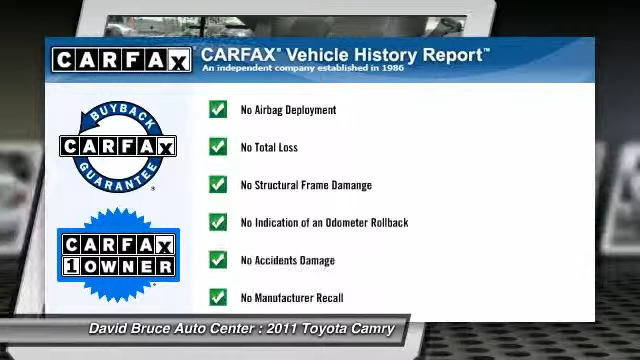 CARFAX
CARFAX® Vehicle History Report™
An independent company established in 1986
BUYBACK
CARFAX
GUARANTEE
®
CARFAX
1 OWNER
No Airbag Deployment
No Total Loss
No Structural Frame Damange
No Indication of an Odometer Rollback
No Accidents Damage
No Manufacturer Recall
David Bruce Auto Center : 2011 Toyota Camry